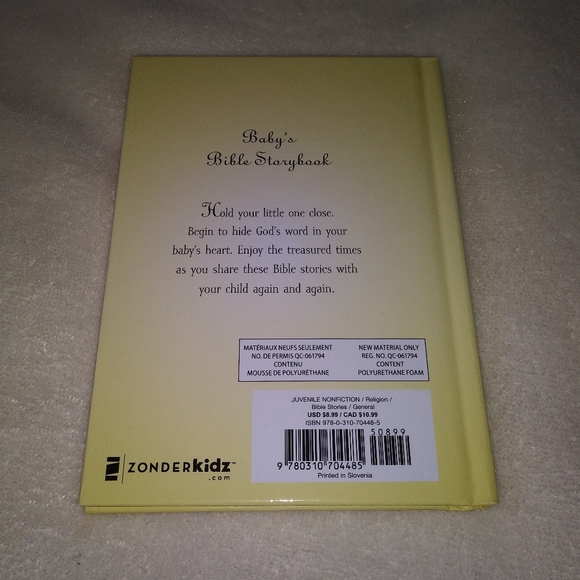 Baby's
Bible Storybook
Hold your little one close.
Begin to hide God's word in your
baby's heart. Enjoy the treasured times
as you share these Bible stories with
your child again and again.
MATÉRIAUX NEUFS SEULEMENT
NO. DE PERMIS QC-061794
CONTENU
MOUSSE DE POLYURÉTHANE
NEW MATERIAL ONLY
REG. NO. QC-061794
CONTENT
POLYURETHANE FOAM
JUVENILE NONFICTION / Religion /
Bible Stories / General
USD $8.99 / CAD $10.99
ISBN 978-0-310-70448-5
50899
9 780310 704485
Printed in Slovenia
ZONDERkidz™
.com